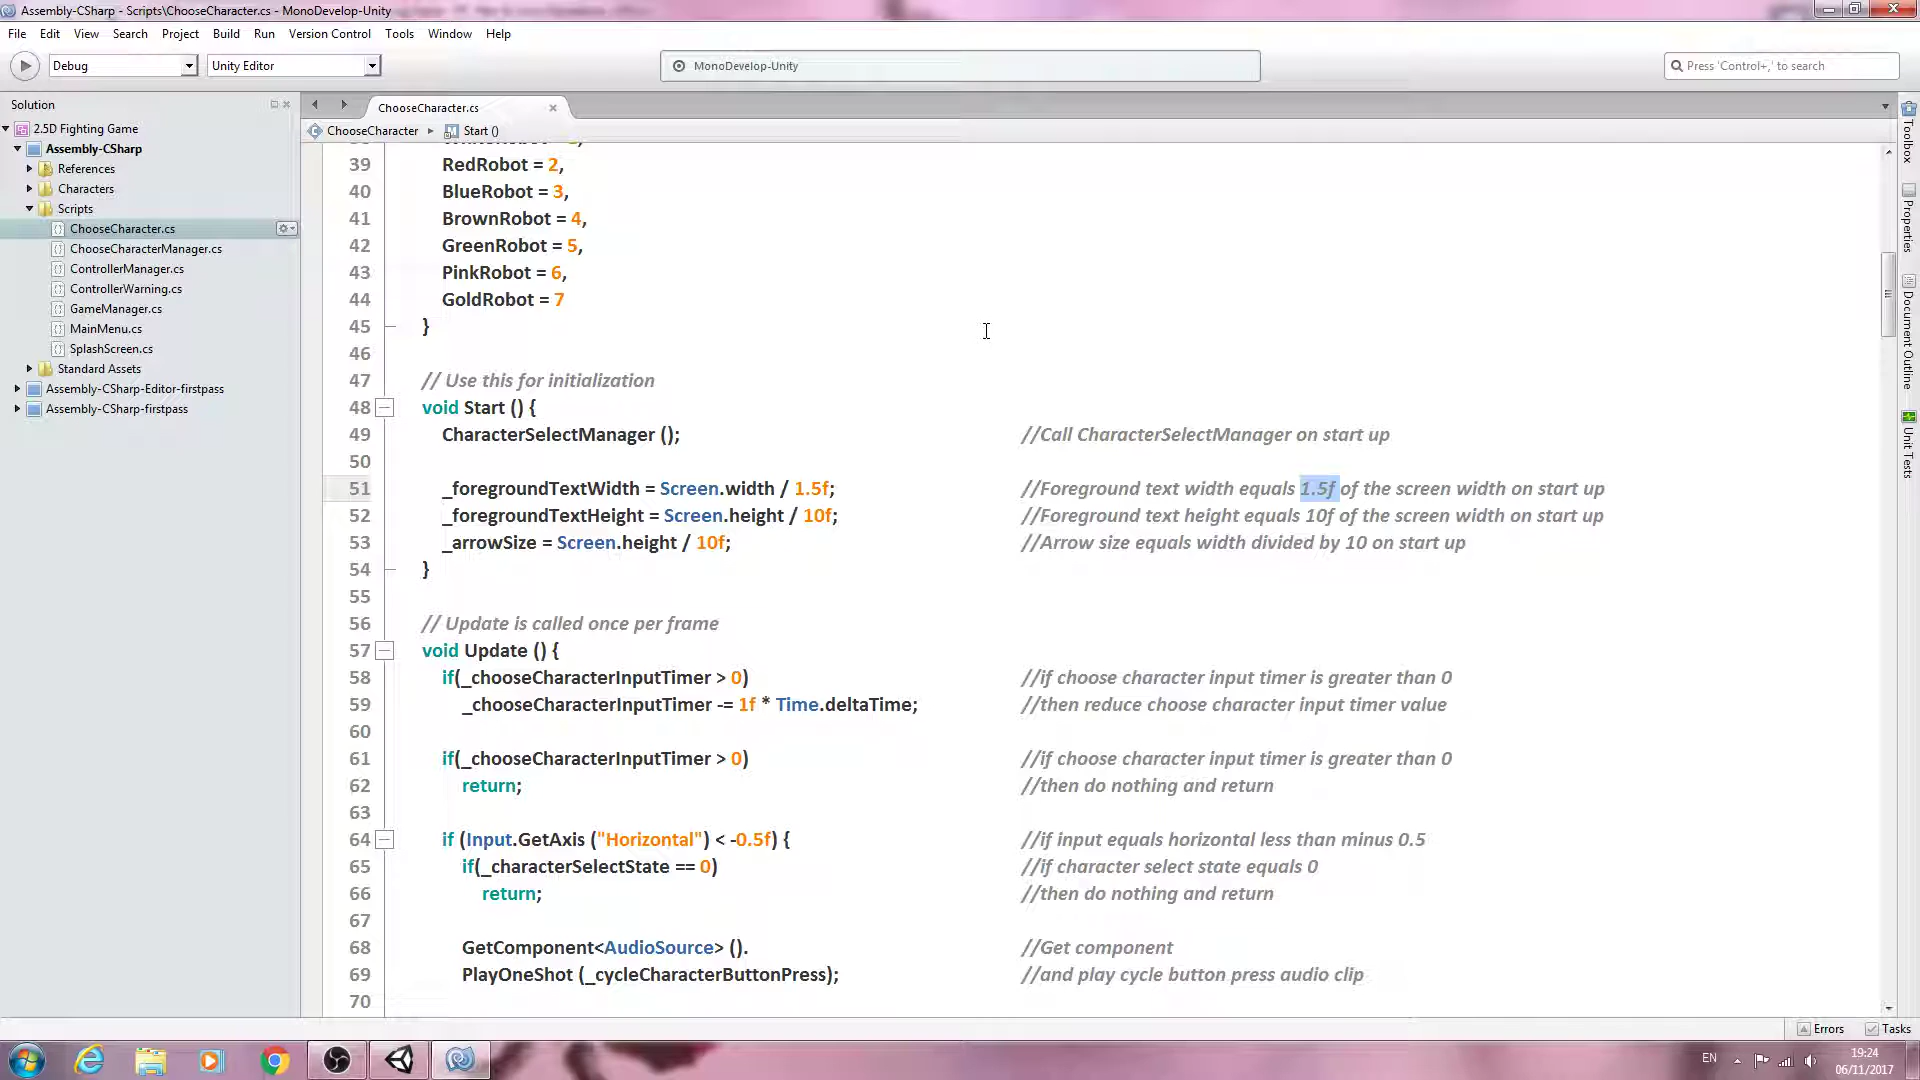 Assembly-CSharp - Scripts\ChooseCharacter.cs - MonoDevelop-Unity
File Edit View Search Project Build Run Version Control Tools Window Help
Debug Unity Editor MonoDevelop-Unity Press 'Control+,' to search
Solution
2.5D Fighting Game
Assembly-CSharp
References
Characters
Scripts
ChooseCharacter.cs
ChooseCharacterManager.cs
ControllerManager.cs
ControllerWarning.cs
GameManager.cs
MainMenu.cs
SplashScreen.cs
Standard Assets
Assembly-CSharp-Editor-firstpass
Assembly-CSharp-firstpass
ChooseCharacter.cs
ChooseCharacter Start ()
39 RedRobot = 2,
40 BlueRobot = 3,
41 BrownRobot = 4,
42 GreenRobot = 5,
43 PinkRobot = 6,
44 GoldRobot = 7
45 }
46
47 // Use this for initialization
48 void Start () {
49 CharacterSelectManager (); //Call CharacterSelectManager on start up
50
51 _foregroundTextWidth = Screen.width / 1.5f; //Foreground text width equals 1.5f of the screen width on start up
52 _foregroundTextHeight = Screen.height / 10f; //Foreground text height equals 10f of the screen width on start up
53 _arrowSize = Screen.height / 10f; //Arrow size equals width divided by 10 on start up
54 }
55
56 // Update is called once per frame
57 void Update () {
58 if(_chooseCharacterInputTimer > 0) //if choose character input timer is greater than 0
59 _chooseCharacterInputTimer -= 1f * Time.deltaTime; //then reduce choose character input timer value
60
61 if(_chooseCharacterInputTimer > 0) //if choose character input timer is greater than 0
62 return; //then do nothing and return
63
64 if (Input.GetAxis ("Horizontal") < -0.5f) { //if input equals horizontal less than minus 0.5
65 if(_characterSelectState == 0) //if character select state equals 0
66 return; //then do nothing and return
67
68 GetComponent<AudioSource> (). //Get component
69 PlayOneShot (_cycleCharacterButtonPress); //and play cycle button press audio clip
70
Toolbox
Properties
Document Outline
Unit Tests
Errors Tasks
EN
19:24
06/11/2017